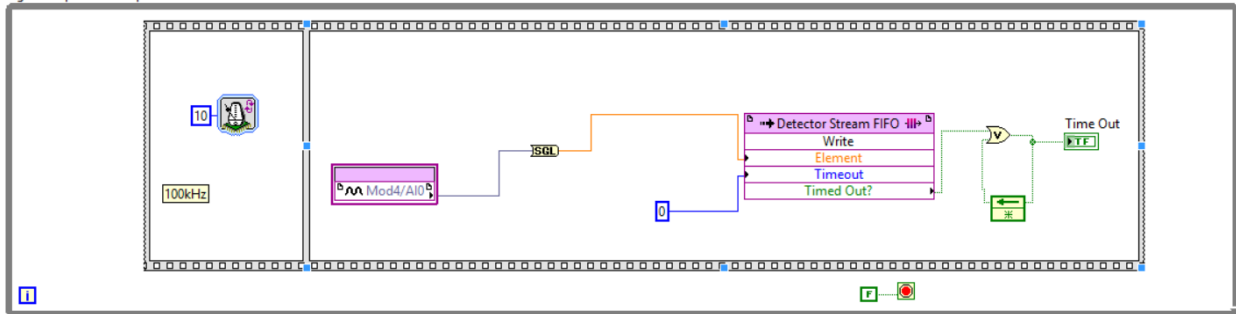 10
100kHz
Mod4/AI0
SGL
0
Detector Stream FIFO
Write
Element
Timeout
Timed Out?
V
Time Out
TF
i
F